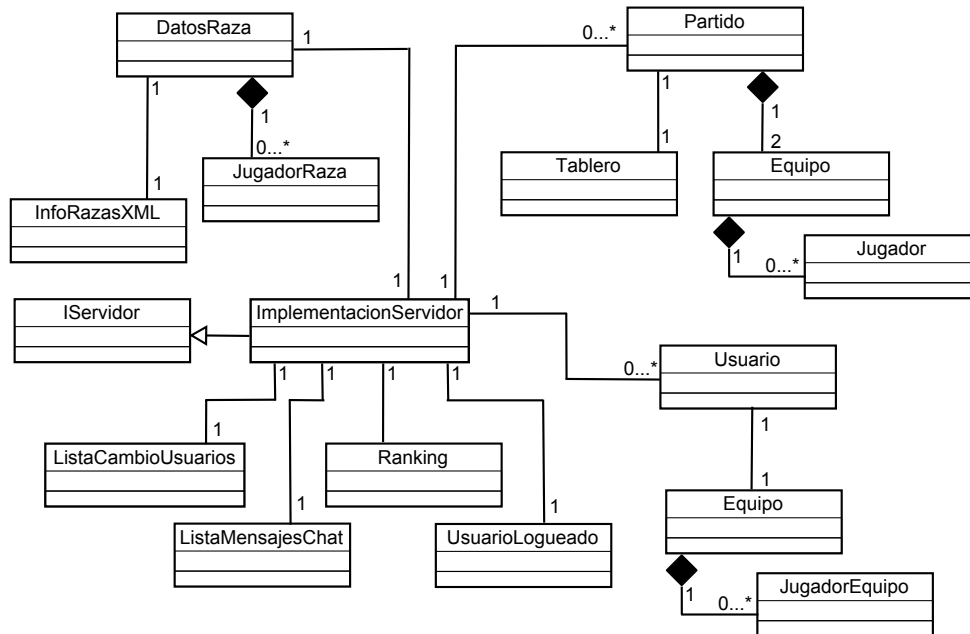 DatosRaza
1
Partido
0...*
1
1
0...*
JugadorRaza
1
InfoRazasXML
1
1
1
2
Tablero
Equipo
1
0...*
Jugador
1
1
IServidor
ImplementacionServidor
1
0...*
Usuario
1
1
1
1
1
1
ListaCambioUsuarios
Ranking
1
Equipo
1
1
ListaMensajesChat
UsuarioLogueado
1
0...*
JugadorEquipo